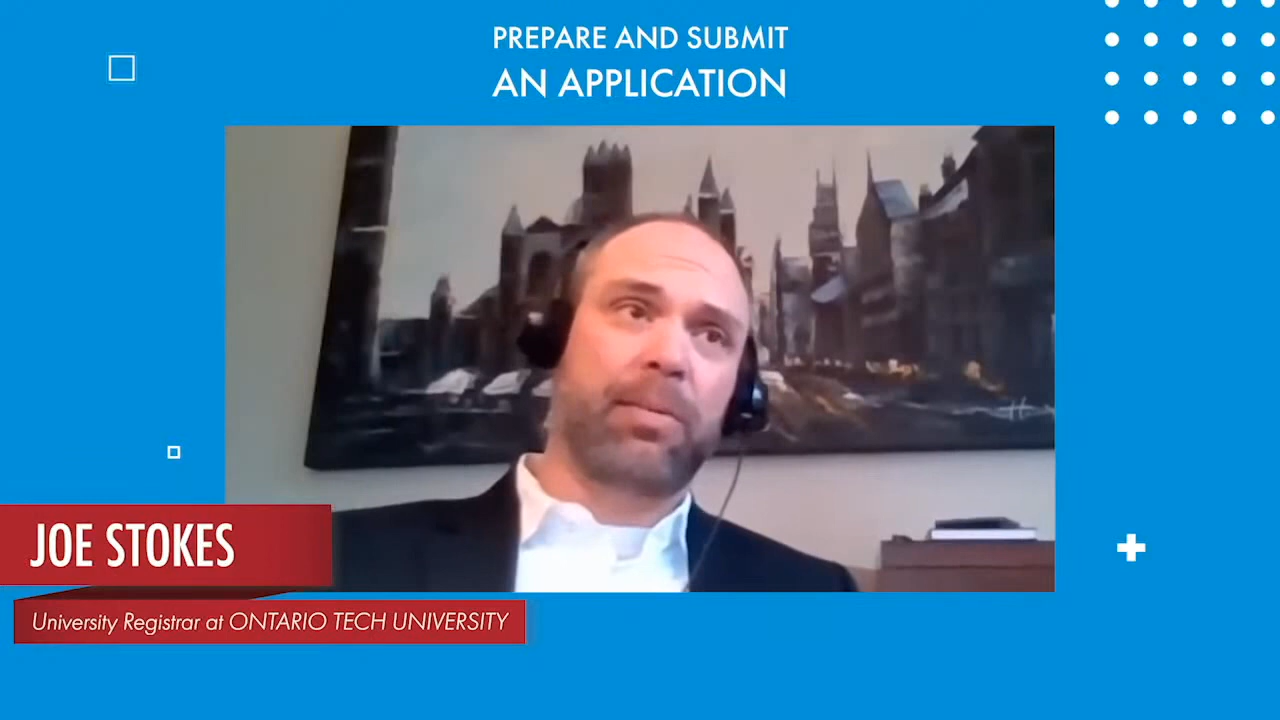 PREPARE AND SUBMIT
AN APPLICATION
JOE STOKES
University Registrar at ONTARIO TECH UNIVERSITY